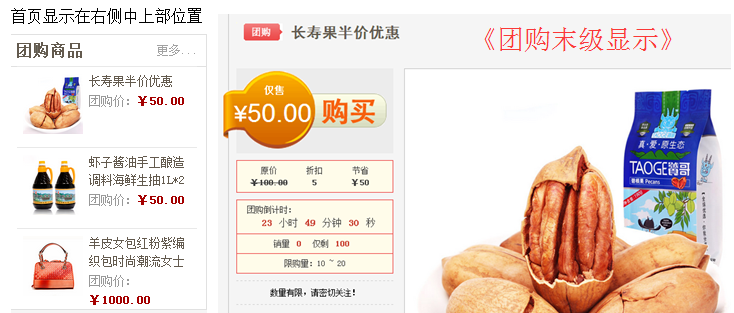 首页显示在右侧中上部位置
团购商品 更多...
长寿果半价优惠
团购价：￥50.00
虾子酱油手工酿造
调料海鲜生抽1L*2
团购价：￥50.00
羊皮女包红粉紫编
织包时尚潮流女士
团购价：
￥1000.00
团购 长寿果半价优惠
《团购末级显示》
仅售
¥50.00 购买
原价 折扣 节省
￥100.00 5 ￥50
团购倒计时：
23 小时 49 分钟 30 秒
销量 0 仅剩 100
限购量：10 ~ 20
数量有限，请密切关注！
真·爱·原生态
TAOGE鹤哥
碧根果 Pecans